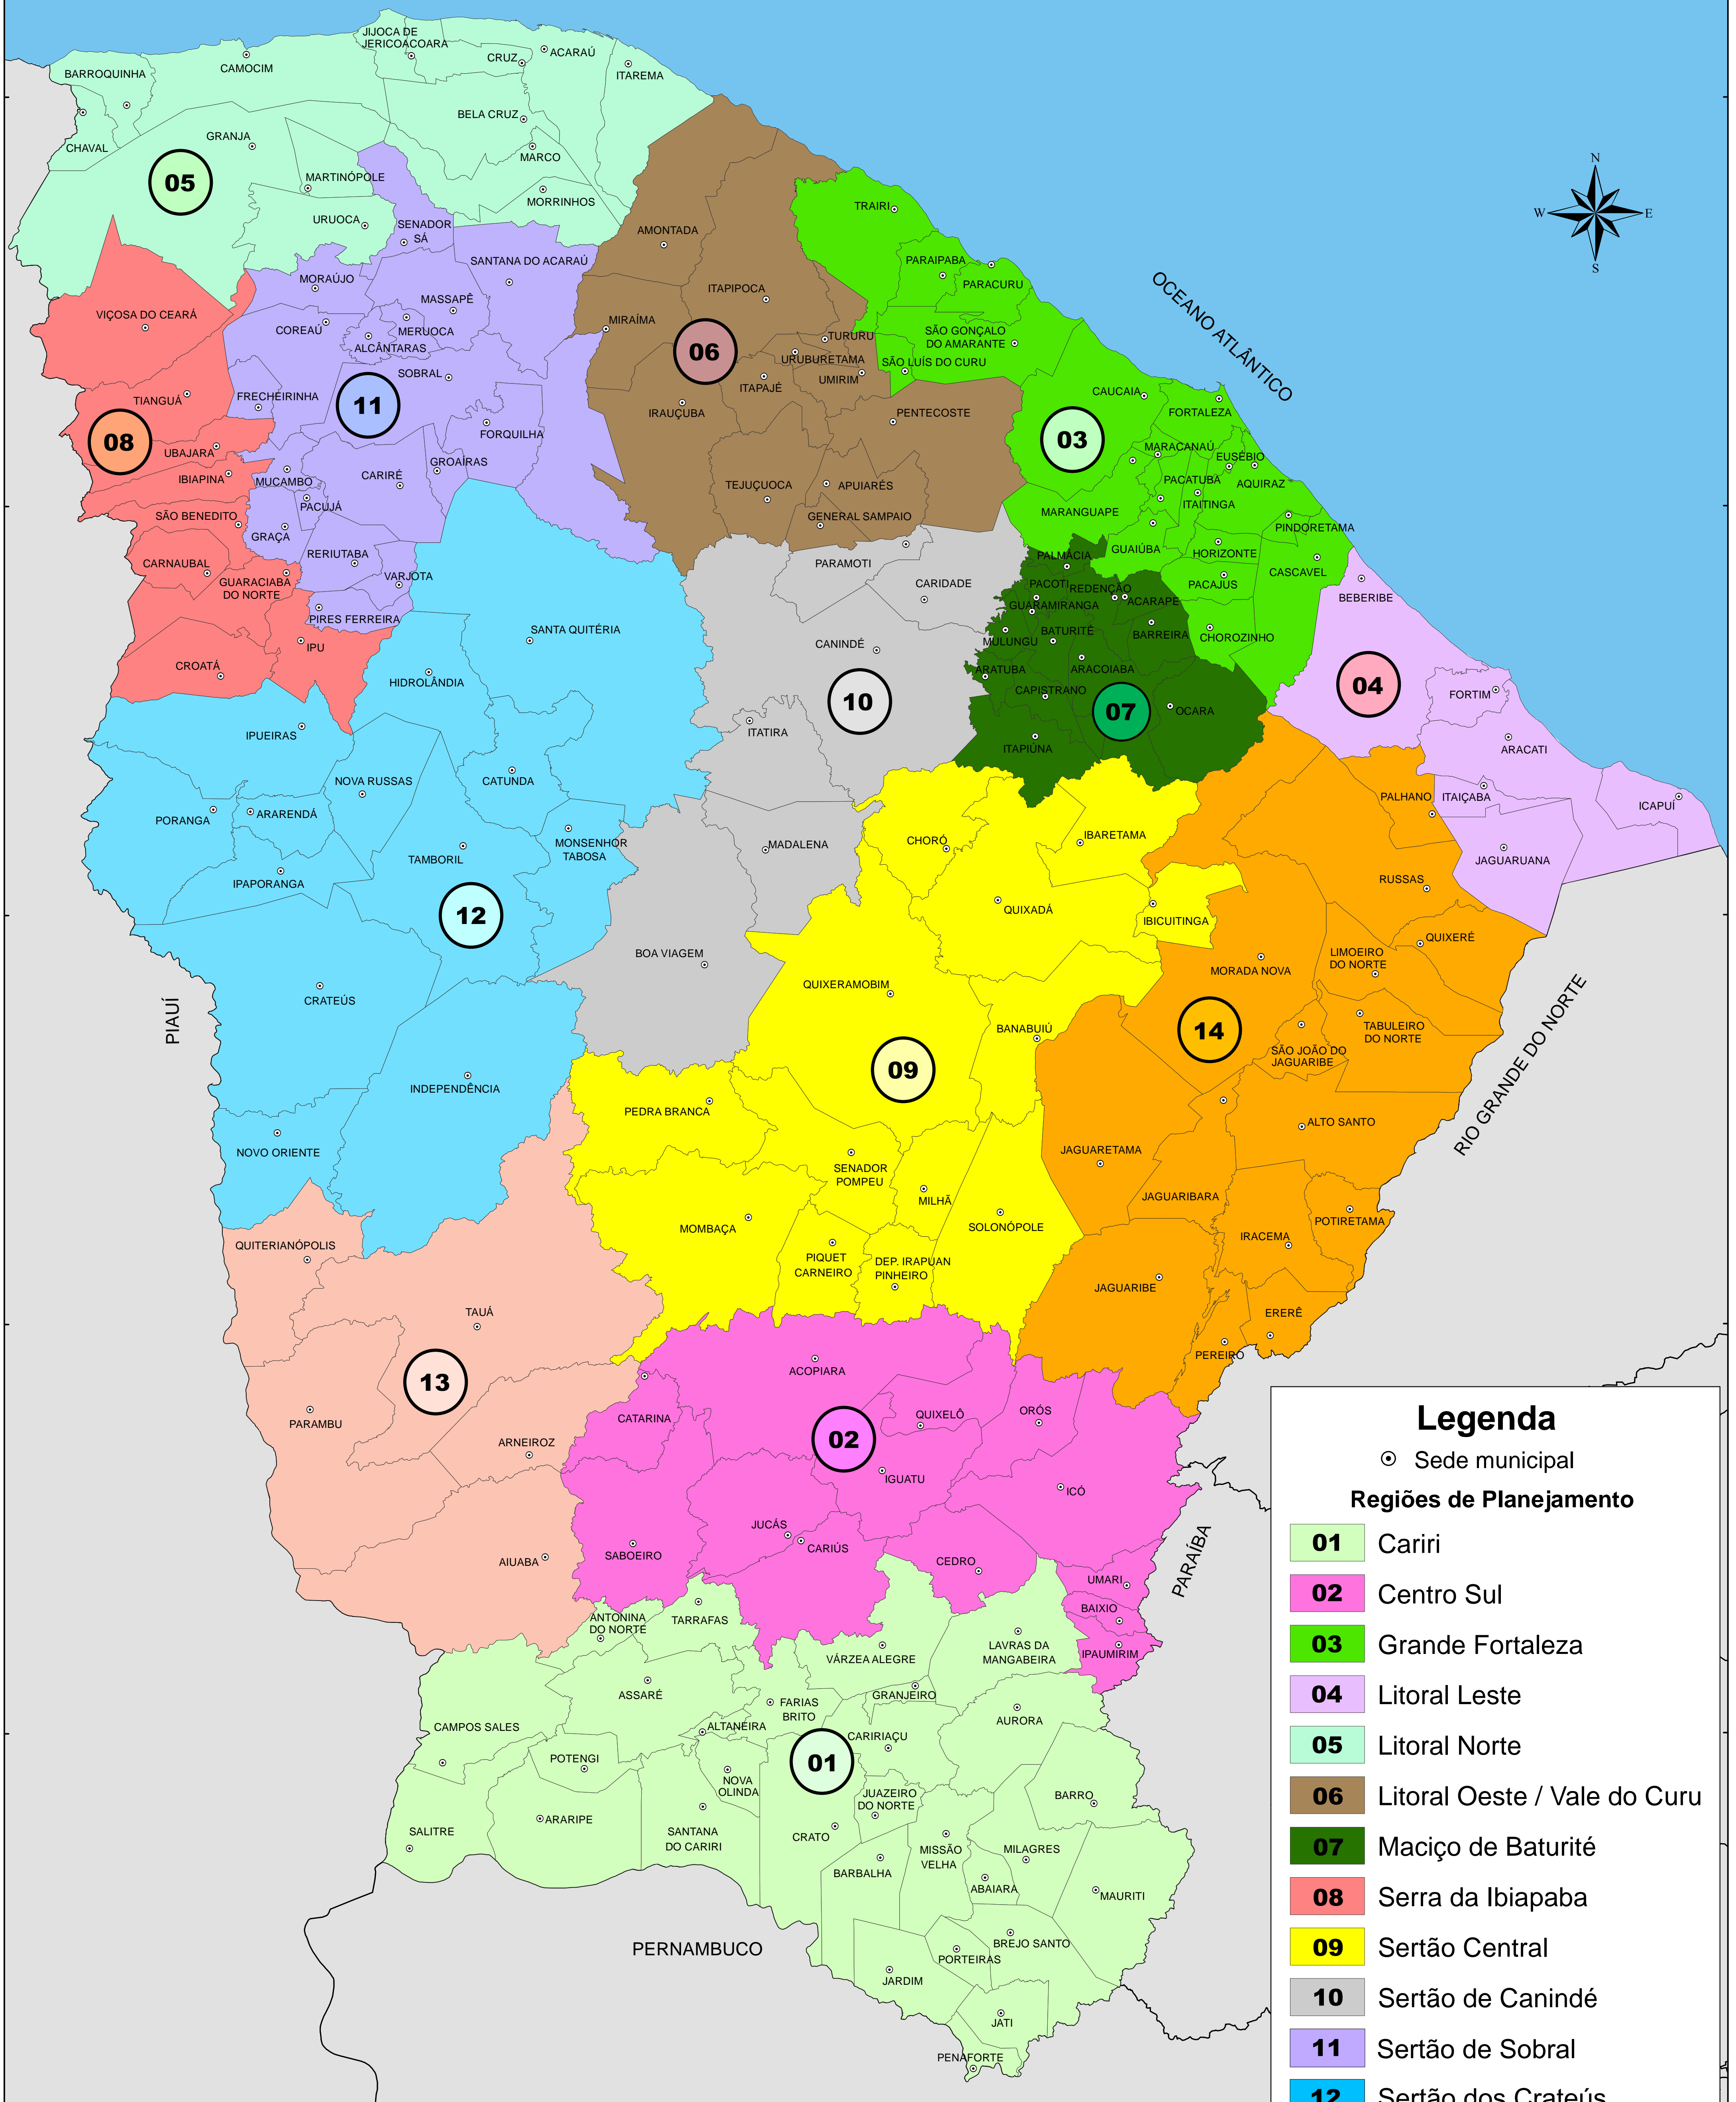 JIJOCA DE
JERICOACOARA
CRUZ
ACARAÚ
BARROQUINHA
CAMOCIM
ITAREMA
BELA CRUZ
GRANJA
CHAVAL
MARCO
05
MARTINÓPOLE
MORRINHOS
URUOCA
SENADOR
SÁ
N
W
E
S
TRAIRI
AMONTADA
SANTANA DO ACARAÚ
PARAIPABA
MORAÚJO
PARACURU
ITAPIPOCA
MASSAPÊ
OCEANO ATLÂNTICO
VIÇOSA DO CEARÁ
MIRAÍMA
COREAÚ
MERUOCA
ALCÂNTARAS
SÃO GONÇALO
DO AMARANTE
TURURU
06
URUBURETAMA
SÃO LUÍS DO CURU
SOBRAL
UMIRIM
ITAPAJÉ
CAUCAIA
FRECHEIRINHA
11
TIANGUÁ
IRAUÇUBA
PENTECOSTE
FORTALEZA
08
FORQUILHA
03
UBAJARA
MARACANAÚ
EUSÉBIO
GROAÍRAS
IBIAPINA
MUCAMBO
CARIRÉ
PACATUBA
AQUIRAZ
TEJUÇUOCA
APUIARÉS
PACUJÁ
ITAITINGA
SÃO BENEDITO
GENERAL SAMPAIO
MARANGUAPE
PINDORETAMA
GRAÇA
RERIUTABA
GUAIÚBA
HORIZONTE
CARNAUBAL
PARAMOTI
PALMÁCIA
CASCAVEL
GUARACIABA
DO NORTE
VARJOTA
CARIDADE
PACOTI
REDENÇÃO
PACAJUS
BEBERIBE
GUARAMIRANGA
ACARAPE
PIRES FERREIRA
SANTA QUITÉRIA
MULUNGU
BATURITÉ
BARREIRA
CHOROZINHO
IPU
CANINDÉ
CROATÁ
ARATUBA
ARACOIABA
HIDROLÂNDIA
CAPISTRANO
04
FORTIM
10
07
OCARA
IPUEIRAS
ITATIRA
ITAPIÚNA
ARACATI
NOVA RUSSAS
CATUNDA
PALHANO
ITAIÇABA
ICAPUÍ
PORANGA
ARARENDÁ
MONSENHOR
TABOSA
MADALENA
CHORÓ
IBARETAMA
TAMBORIL
JAGUARUANA
IPAPORANGA
RUSSAS
12
QUIXADÁ
IBICUITINGA
QUIXERÉ
BOA VIAGEM
LIMOEIRO
DO NORTE
MORADA NOVA
PIAUÍ
CRATEÚS
QUIXERAMOBIM
BANABUIÚ
14
TABULEIRO
DO NORTE
SÃO JOÃO DO
JAGUARIBE
RIO GRANDE DO NORTE
09
INDEPENDÊNCIA
PEDRA BRANCA
ALTO SANTO
NOVO ORIENTE
JAGUARETAMA
SENADOR
POMPEU
MILHÃ
JAGUARIBARA
MOMBAÇA
SOLONÓPOLE
POTIRETAMA
IRACEMA
QUITERIANÓPOLIS
PIQUET
CARNEIRO
DEP. IRAPUAN
PINHEIRO
JAGUARIBE
TAUÁ
ERERÊ
PEREIRO
13
ACOPIARA
PARAMBU
CATARINA
QUIXELÔ
ORÓS
ARNEIROZ
02
IGUATU
ICÓ
JUCÁS
CARIÚS
SABOEIRO
AIUABA
CEDRO
PARAÍBA
UMARI
BAIXIO
ANTONINA
DO NORTE
TARRAFAS
LAVRAS DA
MANGABEIRA
IPAUMIRIM
VÁRZEA ALEGRE
ASSARÉ
FARIAS
BRITO
GRANJEIRO
AURORA
CAMPOS SALES
ALTANEIRA
CARIRIAÇU
01
POTENGI
NOVA
OLINDA
JUAZEIRO
DO NORTE
BARRO
ARARIPE
SALITRE
SANTANA
DO CARIRI
CRATO
MISSÃO
VELHA
MILAGRES
BARBALHA
ABAIARA
MAURITI
PERNAMBUCO
BREJO SANTO
PORTEIRAS
JARDIM
JATI
PENAFORTE
Legenda
Sede municipal
Regiões de Planejamento
01 Cariri
02 Centro Sul
03 Grande Fortaleza
04 Litoral Leste
05 Litoral Norte
06 Litoral Oeste / Vale do Curu
07 Maciço de Baturité
08 Serra da Ibiapaba
09 Sertão Central
10 Sertão de Canindé
11 Sertão de Sobral
12 Sertão dos Crateús